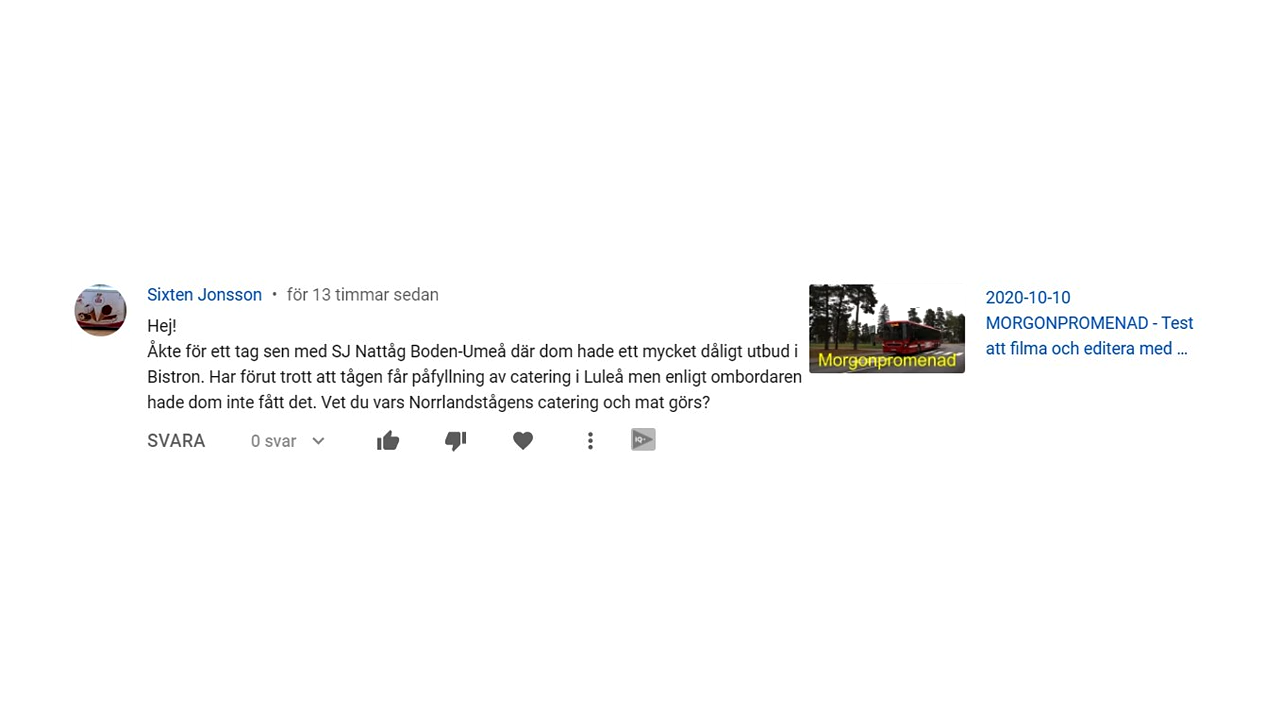 Sixten Jonsson • för 13 timmar sedan
Hej!
Åkte för ett tag sen med SJ Nattåg Boden-Umeå där dom hade ett mycket dåligt utbud i
Bistron. Har förut trott att tågen får påfyllning av catering i Luleå men enligt ombordaren
hade dom inte fått det. Vet du vars Norrlandstågens catering och mat görs?
SVARA 0 svar
Morgonpromenad
2020-10-10
MORGONPROMENAD - Test
att filma och editera med ...